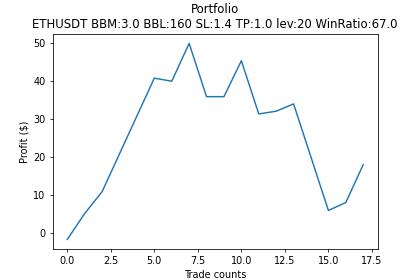 Portfolio
ETHUSDT BBM:3.0 BBL:160 SL:1.4 TP:1.0 lev:20 WinRatio:67.0
50
40
30
20
10
0
Profit ($)
0.0 2.5 5.0 7.5 10.0 12.5 15.0 17.5
Trade counts